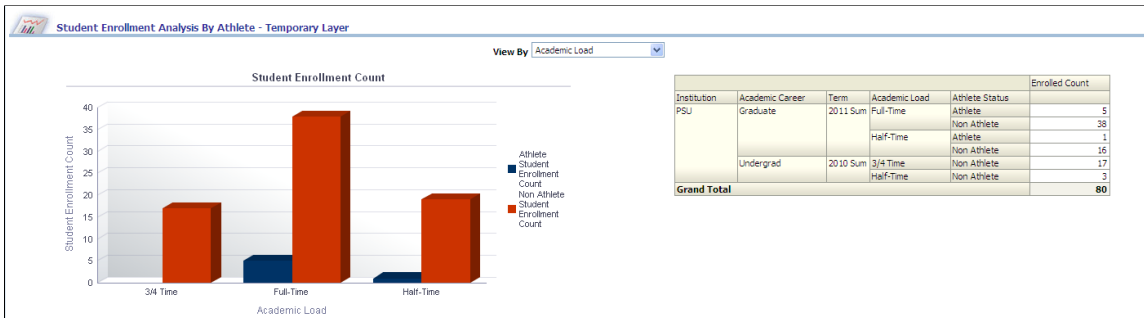 Student Enrollment Analysis By Athlete - Temporary Layer
View By Academic Load
Student Enrollment Count
Student Enrollment Count
40
35
30
25
20
15
10
5
0
3/4 Time Full-Time Half-Time
Academic Load
Athlete
Student
Enrollment
Count
Non Athlete
Student
Enrollment
Count
Enrolled Count
Institution Academic Career Term Academic Load Athlete Status
PSU Graduate 2011 Sum Full-Time Athlete 5
Non Athlete 38
Half-Time Athlete 1
Non Athlete 16
Undergrad 2010 Sum 3/4 Time Non Athlete 17
Half-Time Non Athlete 3
Grand Total 80